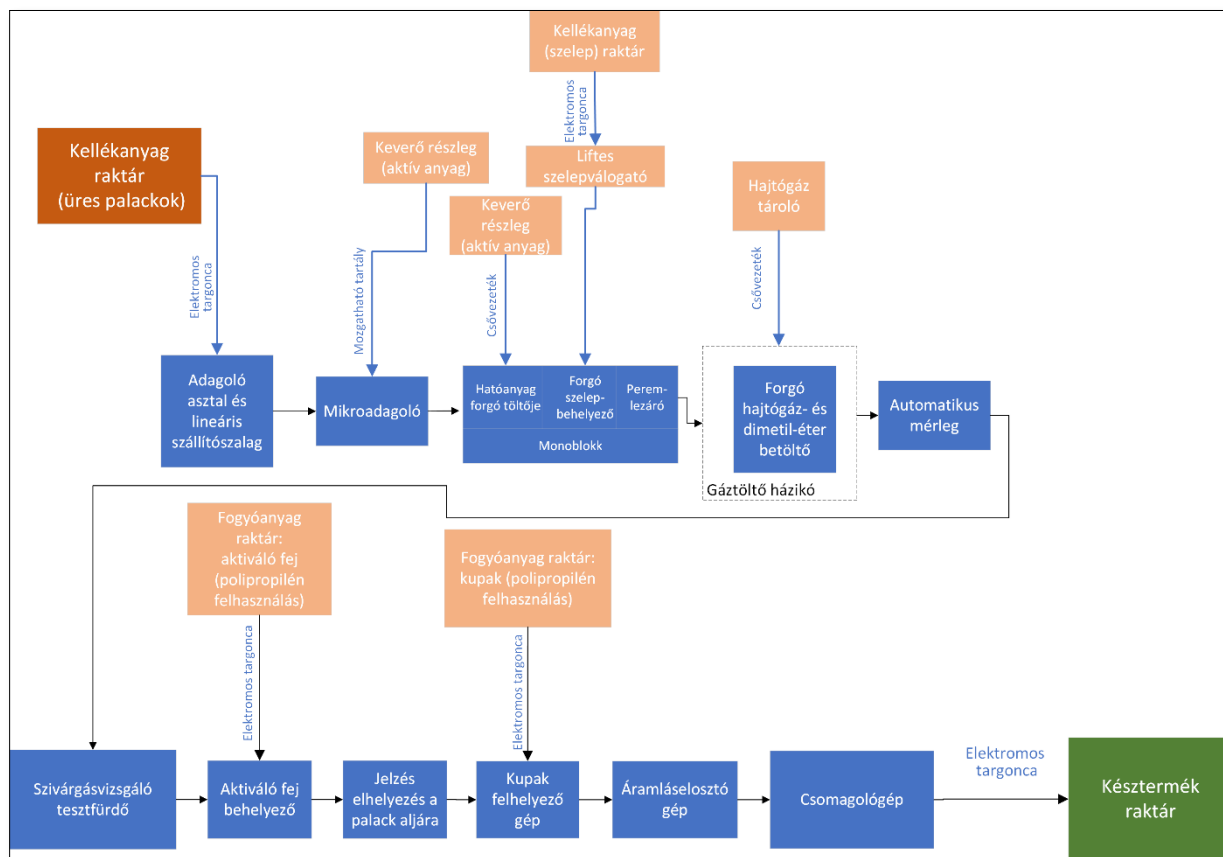 Kellékanyag
(szelep) raktár
Elektromos
targonca
Kellékanyag
raktár
(üres palackok)
Keverő részleg
(aktív anyag)
Liftes
szelepválogató
Keverő
részleg
(aktív anyag)
Hajtógáz
tároló
Elektromos
targonca
Mozgatható tartály
Csővezeték
Csővezeték
Adagoló
asztal és
lineáris
szállítószalag
Mikroadagoló
Hatóanyag
forgó töltője
Forgó
szelep-
behelyező
Perem-
lezáró
Monoblokk
Forgó
hajtógáz- és
dimetil-éter
betöltő
Gáztöltő házikó
Automatikus
mérleg
Fogyóanyag
raktár:
aktiváló fej
(polipropilén
felhasználás)
Fogyóanyag raktár:
kupak (polipropilén
felhasználás)
Elektromos targonca
Elektromos targonca
Szivárgásvizsgáló
tesztfürdő
Aktiváló fej
behelyező
Jelzés
elhelyezés a
palack aljára
Kupak
felhelyező
gép
Áramláselosztó
gép
Csomagológép
Elektromos
targonca
Késztermék
raktár